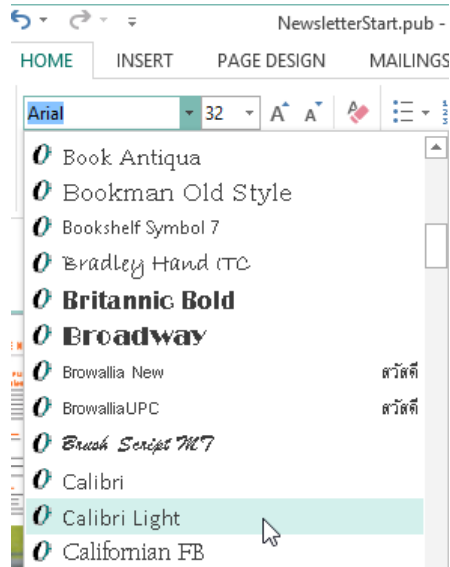 NewsletterStart.pub -
HOME INSERT PAGE DESIGN MAILINGS
Arial 32 A A
Book Antiqua
Bookman Old Style
Bookshelf Symbol 7
Bradley Hand ITC
Britannic Bold
Broadway
Browallia New สวัสดี
BrowalliaUPC สวัสดี
Brush Script MT
Calibri
Calibri Light
Californian FB